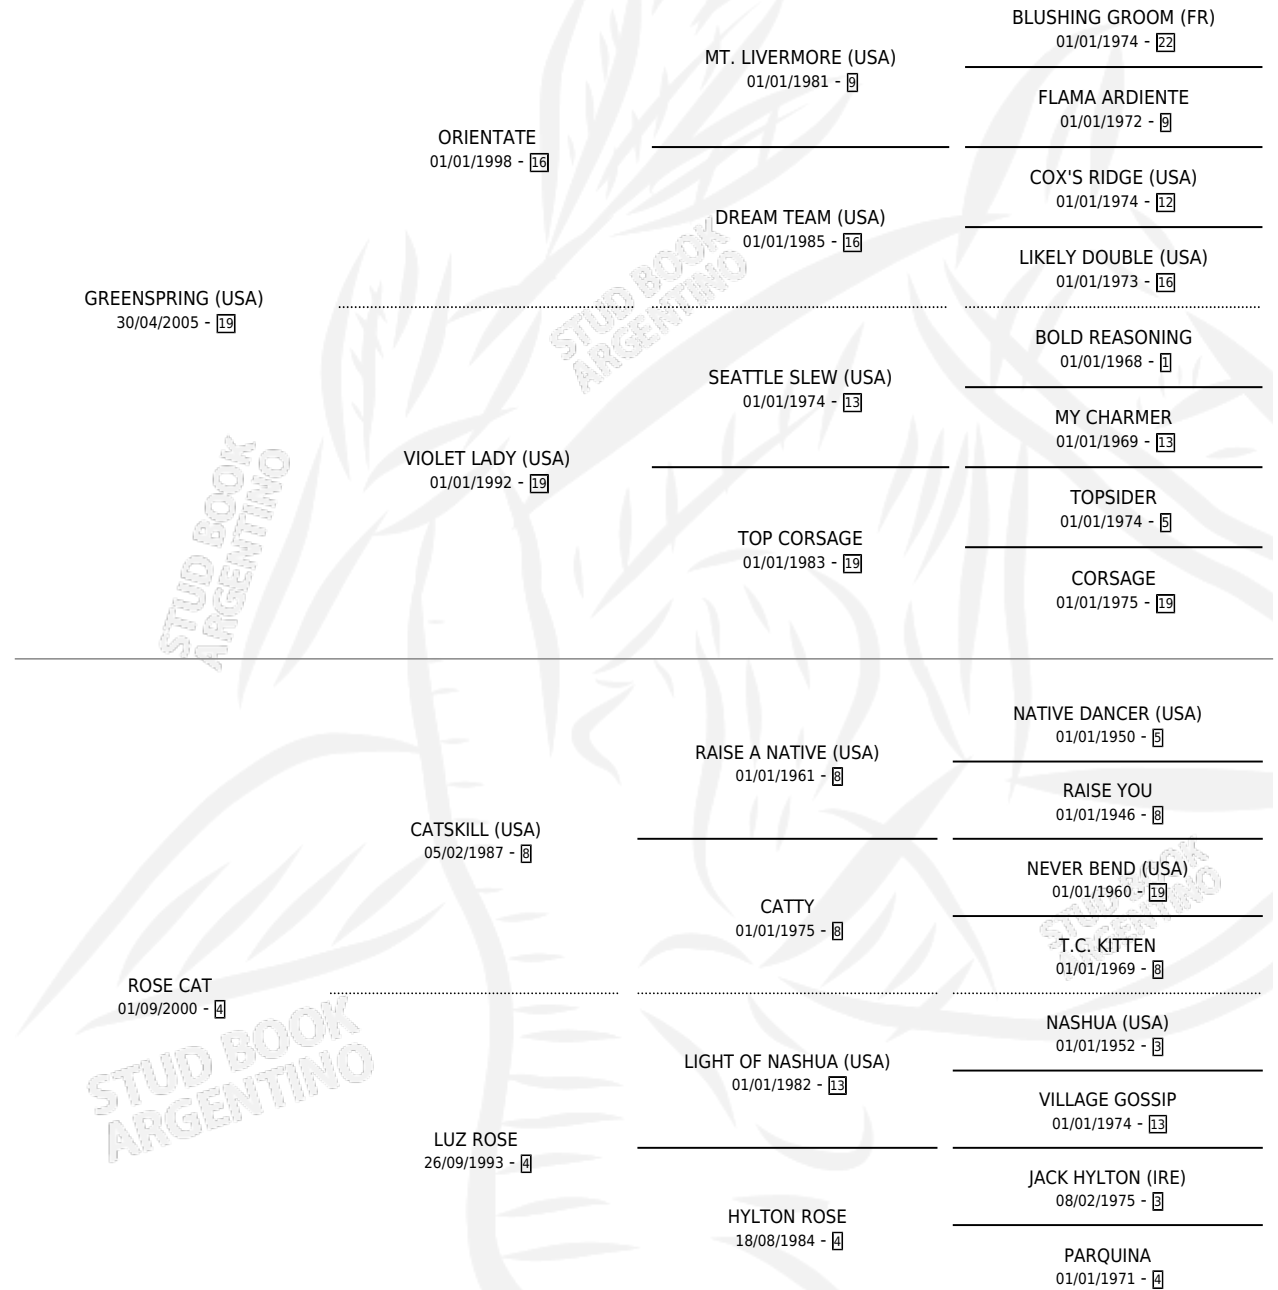 BLUSHING GROOM (FR)
01/01/1974 - 22
MT. LIVERMORE (USA)
01/01/1981 - 9
FLAMA ARDIENTE
01/01/1972 - 9
ORIENTATE
01/01/1998 - 16
COX'S RIDGE (USA)
01/01/1974 - 12
DREAM TEAM (USA)
01/01/1985 - 16
LIKELY DOUBLE (USA)
01/01/1973 - 16
GREENSPRING (USA)
30/04/2005 - 19
STUD BOOK
ARGENTINO
BOLD REASONING
01/01/1968 - 1
SEATTLE SLEW (USA)
01/01/1974 - 13
MY CHARMER
01/01/1969 - 13
VIOLET LADY (USA)
01/01/1992 - 19
TOPSIDER
01/01/1974 - 5
TOP CORSAGE
01/01/1983 - 19
CORSAGE
01/01/1975 - 19
STUD BOOK
ARGENTINO
NATIVE DANCER (USA)
01/01/1950 - 5
RAISE A NATIVE (USA)
01/01/1961 - 8
RAISE YOU
01/01/1946 - 8
CATSKILL (USA)
05/02/1987 - 8
NEVER BEND (USA)
01/01/1960 - 19
CATTY
01/01/1975 - 8
T.C. KITTEN
01/01/1969 - 8
STUD BOOK
ARGENTINO
ROSE CAT
01/09/2000 - 4
NASHUA (USA)
01/01/1952 - 3
LIGHT OF NASHUA (USA)
01/01/1982 - 13
VILLAGE GOSSIP
01/01/1974 - 13
STUD BOOK
ARGENTINO
LUZ ROSE
26/09/1993 - 4
JACK HYLTON (IRE)
08/02/1975 - 3
HYLTON ROSE
18/08/1984 - 4
PARQUINA
01/01/1971 - 4